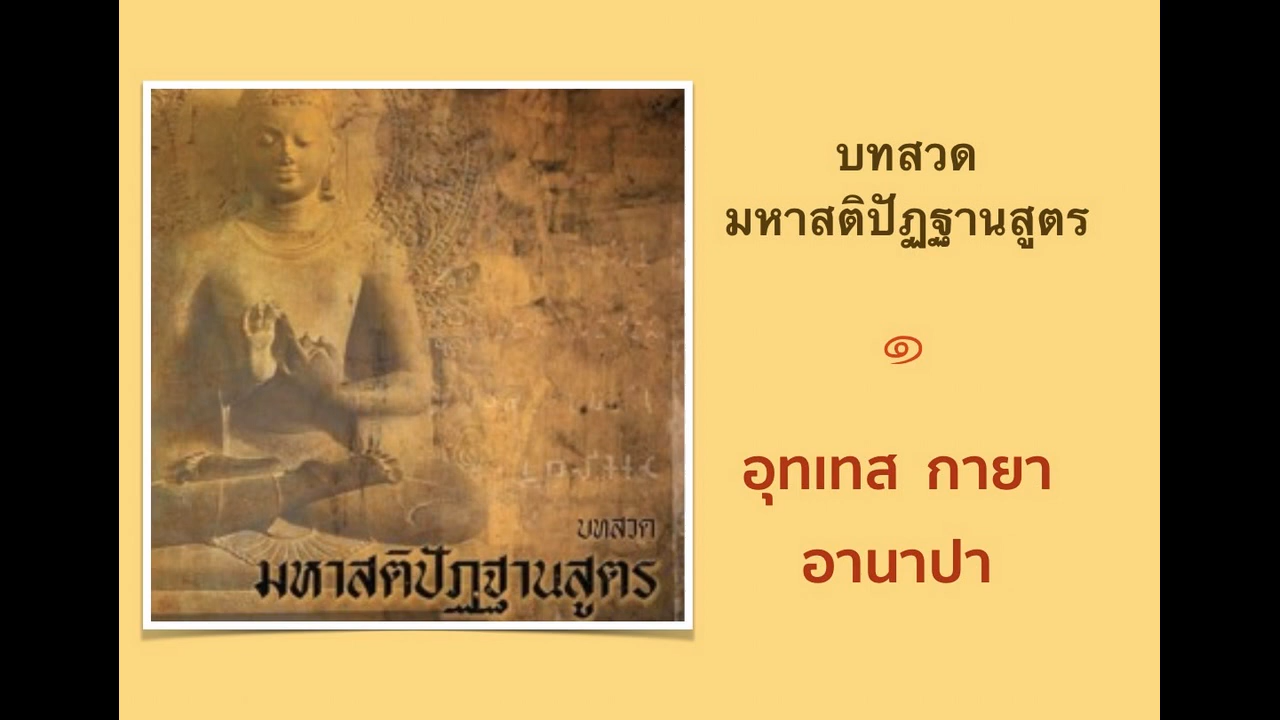 บทสวด
มหาสติปัฏฐานสูตร
บทสวด
มหาสติปัฏฐานสูตร
๑
อุทเทส กายา
อานาปา